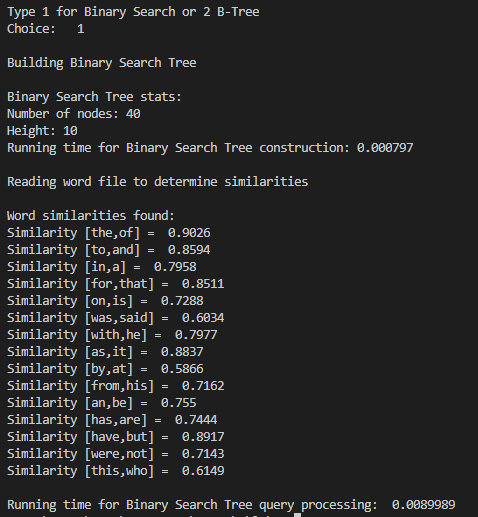 Type 1 for Binary Search or 2 B-Tree
Choice:   1
Building Binary Search Tree
Binary Search Tree stats:
Number of nodes: 40
Height: 10
Running time for Binary Search Tree construction: 0.000797
Reading word file to determine similarities
Word similarities found:
Similarity [the,of] =  0.9026
Similarity [to,and] =  0.8594
Similarity [in,a] =  0.7958
Similarity [for,that] =  0.8511
Similarity [on,is] =  0.7288
Similarity [was,said] =  0.6034
Similarity [with,he] =  0.7977
Similarity [as,it] =  0.8837
Similarity [by,at] =  0.5866
Similarity [from,his] =  0.7162
Similarity [an,be] =  0.755
Similarity [has,are] =  0.7444
Similarity [have,but] =  0.8917
Similarity [were,not] =  0.7143
Similarity [this,who] =  0.6149
Running time for Binary Search Tree query processing:  0.0089989